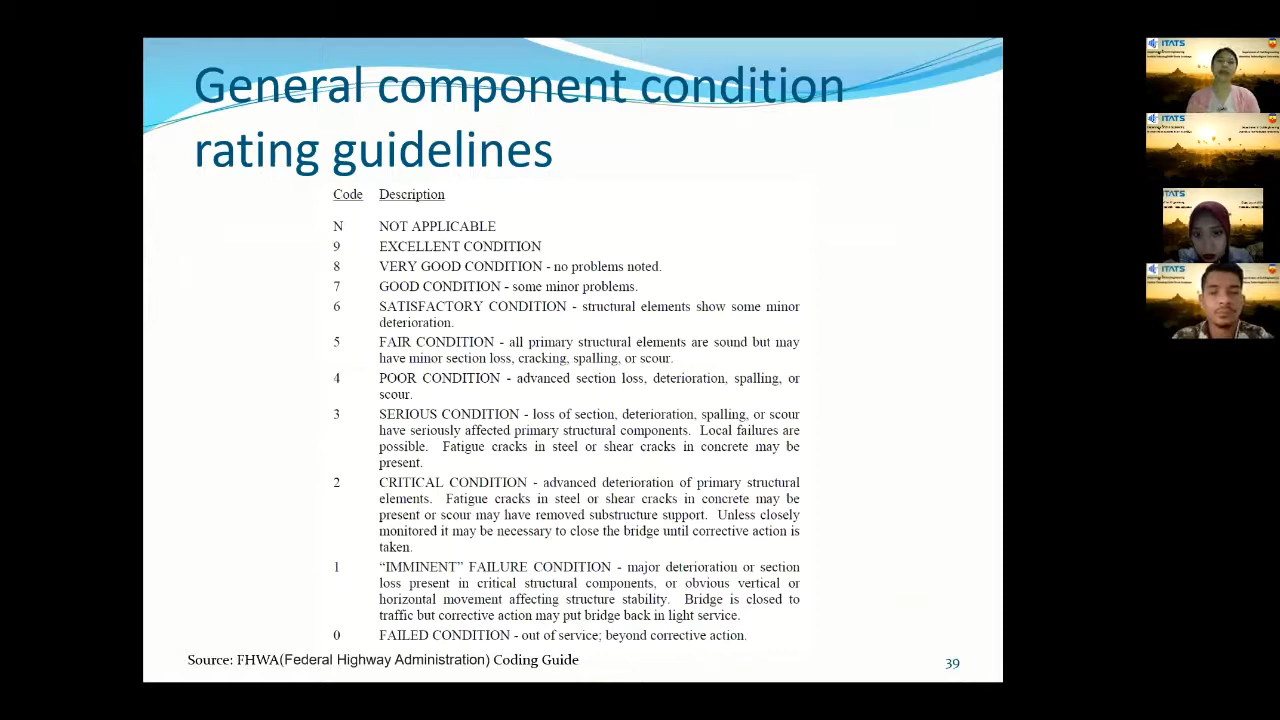 General component condition
rating guidelines
Code Description
N NOT APPLICABLE
9 EXCELLENT CONDITION
8 VERY GOOD CONDITION - no problems noted.
7 GOOD CONDITION - some minor problems.
6 SATISFACTORY CONDITION - structural elements show some minor
deterioration.
5 FAIR CONDITION - all primary structural elements are sound but may
have minor section loss, cracking, spalling, or scour.
4 POOR CONDITION - advanced section loss, deterioration, spalling, or
scour.
3 SERIOUS CONDITION - loss of section, deterioration, spalling, or scour
have seriously affected primary structural components. Local failures are
possible. Fatigue cracks in steel or shear cracks in concrete may be
present.
2 CRITICAL CONDITION - advanced deterioration of primary structural
elements. Fatigue cracks in steel or shear cracks in concrete may be
present or scour may have removed substructure support. Unless closely
monitored it may be necessary to close the bridge until corrective action is
taken.
1 “IMMINENT” FAILURE CONDITION - major deterioration or section
loss present in critical structural components, or obvious vertical or
horizontal movement affecting structure stability. Bridge is closed to
traffic but corrective action may put bridge back in light service.
0 FAILED CONDITION - out of service; beyond corrective action.
Source: FHWA(Federal Highway Administration) Coding Guide
39
ITATS
ITATS
ITATS
ITATS